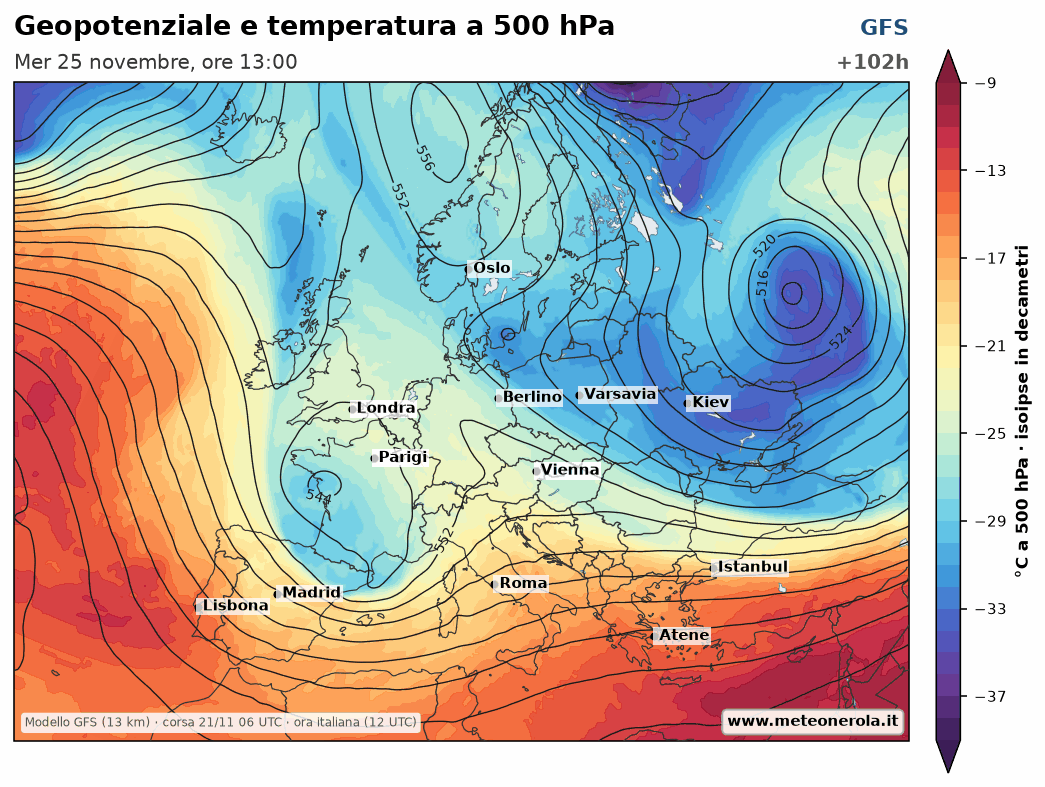 Geopotenziale e temperatura a 500 hPa
GFS
Mer 25 novembre, ore 13:00
+102h
556
552
520
516
524
544
552
Oslo
Londra
Berlino
Varsavia
Kiev
Parigi
Vienna
Madrid
Lisbona
Roma
Istanbul
Atene
Modello GFS (13 km) · corsa 21/11 06 UTC · ora italiana (12 UTC)
www.meteonerola.it
−9
−13
−17
−21
−25
−29
−33
−37
°C a 500 hPa · isoipse in decametri